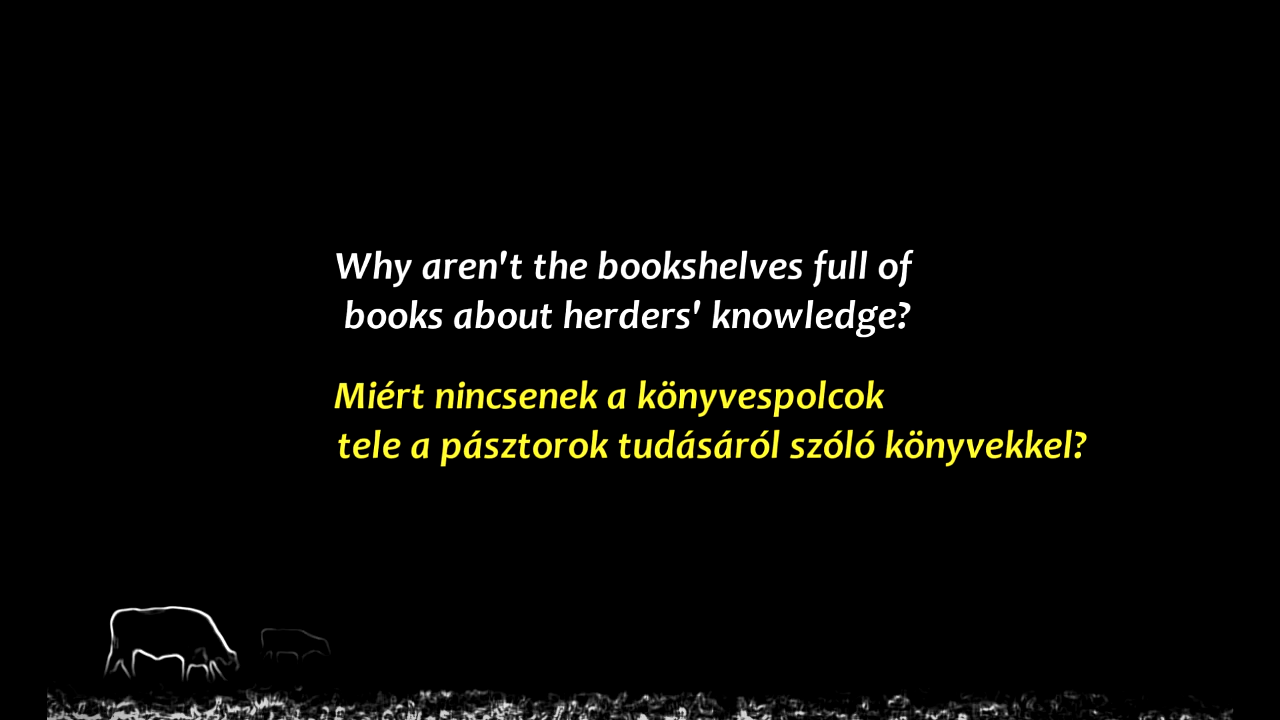 Why aren't the bookshelves full of
books about herders' knowledge?
Miért nincsenek a könyvespolcok
tele a pásztorok tudásáról szóló könyvekkel?